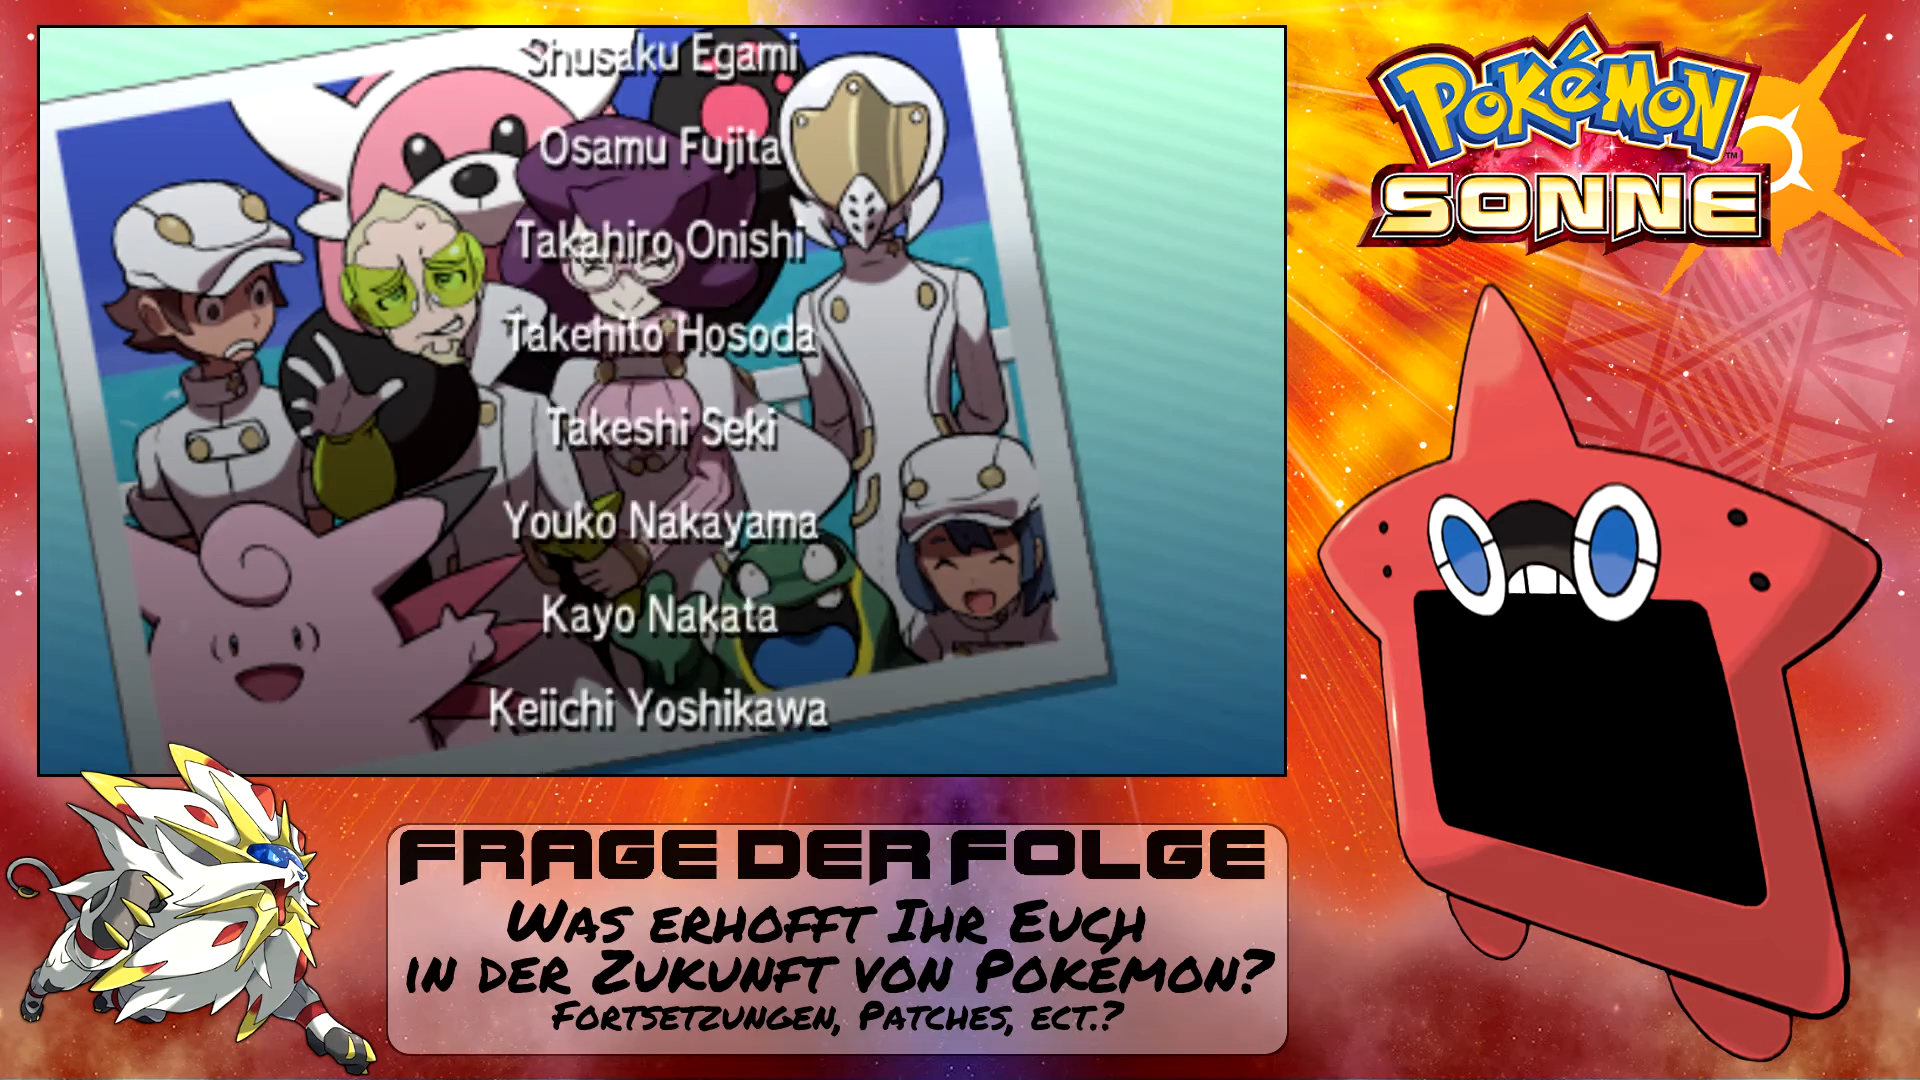 Shusaku Egami
Osamu Fujita
Takahiro Onishi
Takehito Hosoda
Takeshi Seki
Youko Nakayama
Kayo Nakata
Keiichi Yoshikawa
POKéMON
TM
SONNE
FRAGE DER FOLGE
WAS ERHOFFT IHR EUCH
IN DER ZUKUNFT VON POKÉMON?
FORTSETZUNGEN, PATCHES, ECT.?